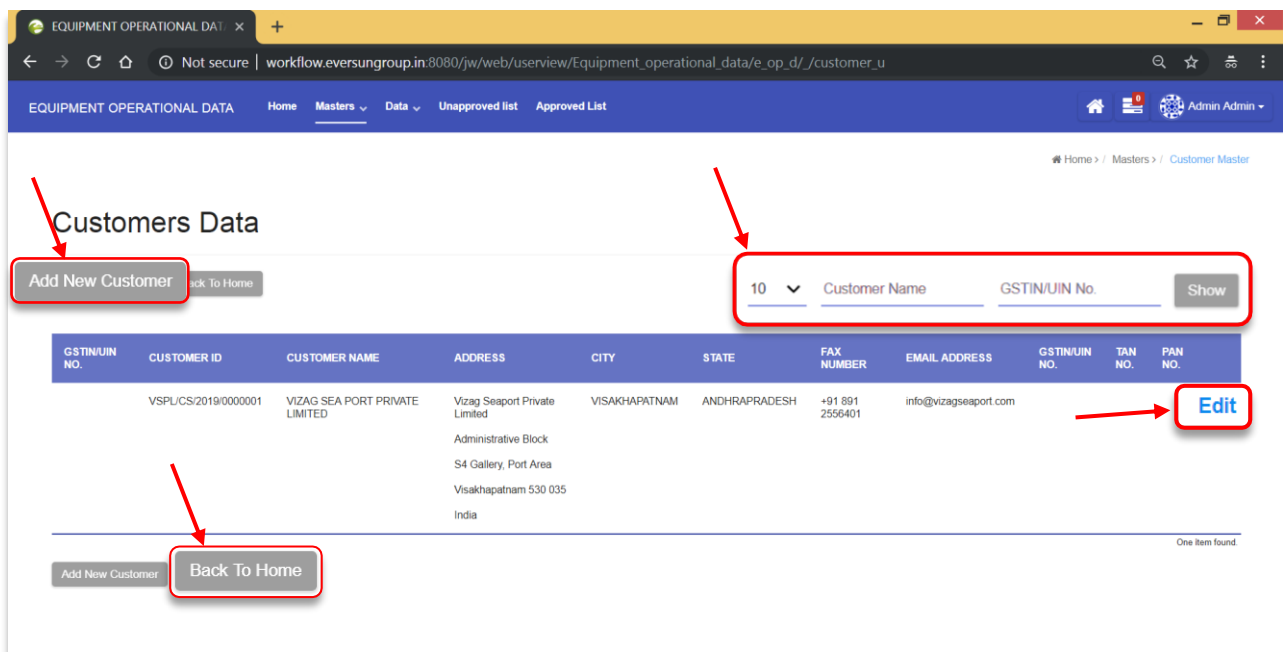 EQUIPMENT OPERATIONAL DAT
Not secure | workflow.eversungroup.in:8080/jw/web/userview/Equipment_operational_data/e_op_d/_/customer_u
EQUIPMENT OPERATIONAL DATA Home Masters Data Unapproved list Approved List 0 Admin Admin
Home > / Masters > / Customer Master
Customers Data
Add New Customer ack To Home 10 Customer Name GSTIN/UIN No. Show
GSTIN/UIN NO. CUSTOMER ID CUSTOMER NAME ADDRESS CITY STATE FAX NUMBER EMAIL ADDRESS GSTIN/UIN NO. TAN NO. PAN NO.
VSPL/CS/2019/0000001 VIZAG SEA PORT PRIVATE LIMITED Vizag Seaport Private Limited VISAKHAPATNAM ANDHRAPRADESH +91 891 2556401 info@vizagseaport.com Edit
Administrative Block
S4 Gallery, Port Area
Visakhapatnam 530 035
India
One item found.
Add New Customer Back To Home